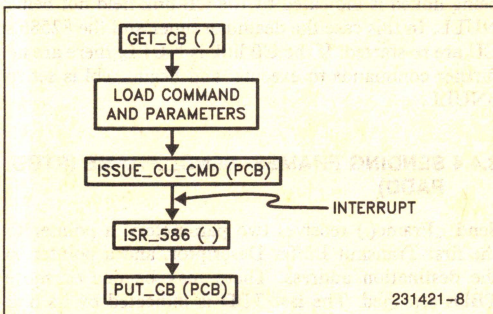 GET_CB ( )
LOAD COMMAND
AND PARAMETERS
ISSUE_CU_CMD (PCB)
INTERRUPT
ISR_586 ( )
PUT_CB (PCB)
231421-8